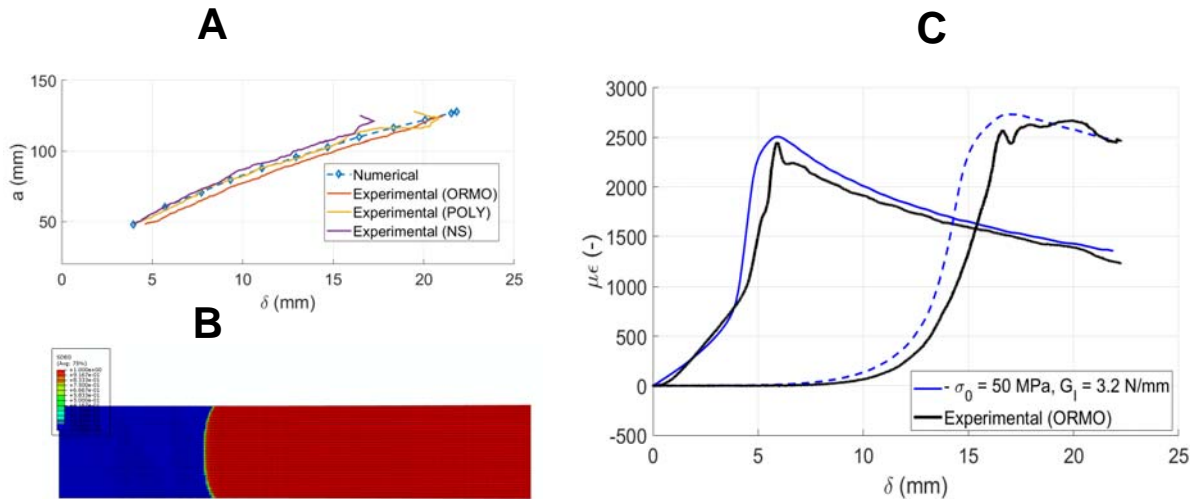 A
150
100
50
a (mm)
0 5 10 15 20 25
δ (mm)
Numerical
Experimental (ORMO)
Experimental (POLY)
Experimental (NS)
B
(Avg: 75%)
C
3000
2500
2000
1500
1000
500
0
-500
με (-)
0 5 10 15 20 25
δ (mm)
- σ0 = 50 MPa, GI = 3.2 N/mm
Experimental (ORMO)